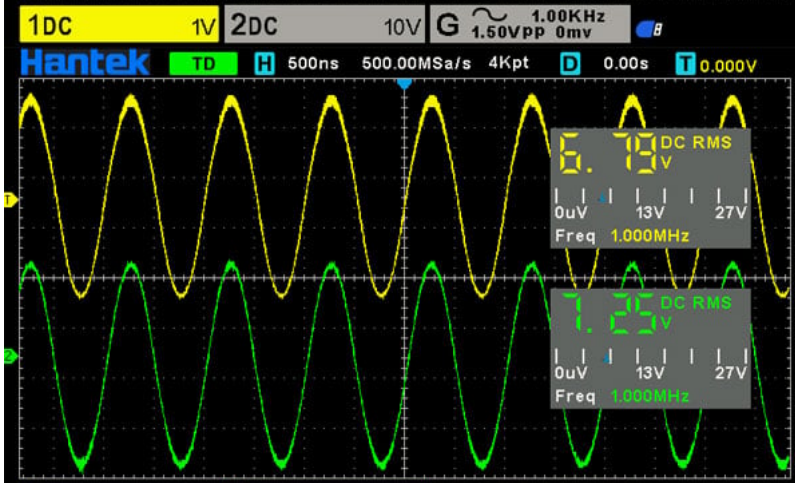 1DC 1V 2DC 10V G 1.00KHz
1.50Vpp 0mv
Hantek TD H 500ns 500.00MSa/s 4Kpt D 0.00s T 0.000V
T
6.79 DC RMS
V
0uV 13V 27V
Freq 1.000MHz
7.25 DC RMS
V
2
0uV 13V 27V
Freq 1.000MHz